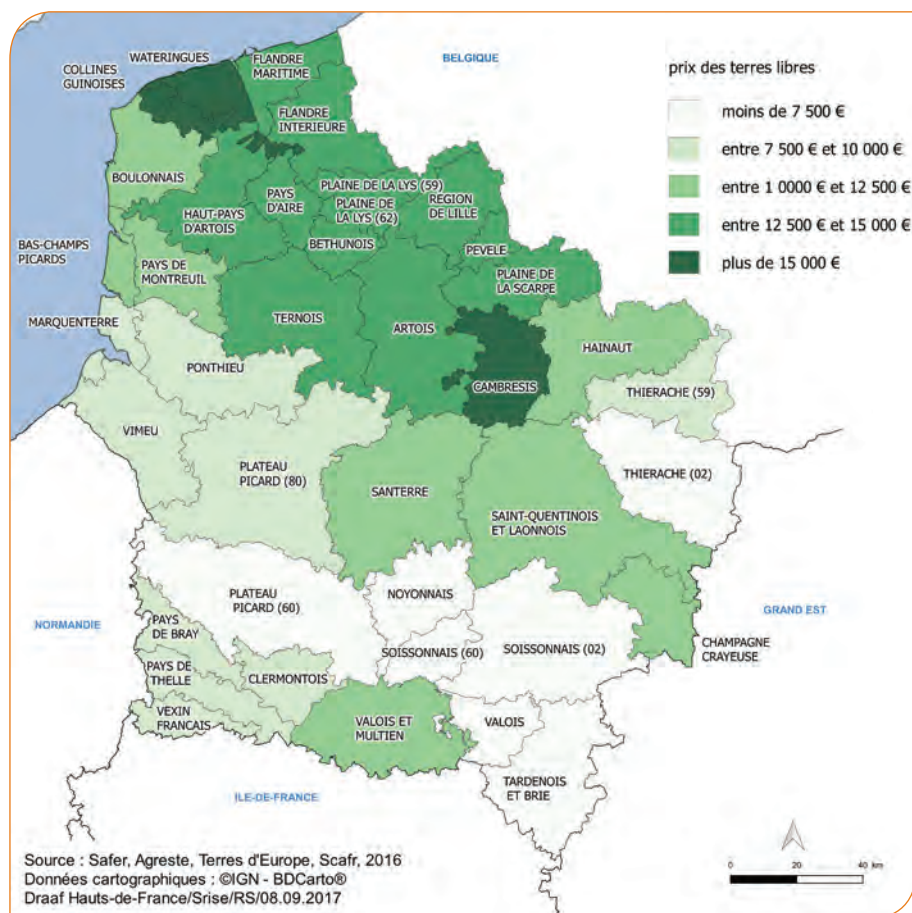 WATERINGUES
FLANDRE
MARITIME
BELGIQUE
COLLINES
GUINOISES
FLANDRE
INTERIEURE
BOULONNAIS
PLAINE DE LA LYS (59)
PAYS
D'AIRE
PLAINE DE
LA LYS (62)
REGION
DE LILLE
HAUT-PAYS
D'ARTOIS
BETHUNOIS
PEVELE
BAS-CHAMPS
PICARDS
PAYS DE
MONTREUIL
PLAINE DE
LA SCARPE
MARQUENTERRE
TERNOIS
ARTOIS
HAINAUT
PONTHIEU
CAMBRESIS
THIERACHE (59)
VIMEU
PLATEAU
PICARD (80)
SANTERRE
THIERACHE (02)
SAINT-QUENTINOIS
ET LAONNOIS
PLATEAU
PICARD (60)
NOYONNAIS
NORMANDIE
GRAND EST
PAYS
DE BRAY
SOISSONNAIS (60)
SOISSONNAIS (02)
CHAMPAGNE
CRAYEUSE
PAYS DE
THELLE
CLERMONTOIS
VEXIN
FRANCAIS
VALOIS ET
MULTIEN
VALOIS
TARDENOIS
ET BRIE
ILE-DE-FRANCE
prix des terres libres
moins de 7 500 €
entre 7 500 € et 10 000 €
entre 1 0000 € et 12 500 €
entre 12 500 € et 15 000 €
plus de 15 000 €
Source : Safer, Agreste, Terres d'Europe, Scafr, 2016
Données cartographiques : ©IGN - BDCarto®
Draaf Hauts-de-France/Srise/RS/08.09.2017
0 20 40 km